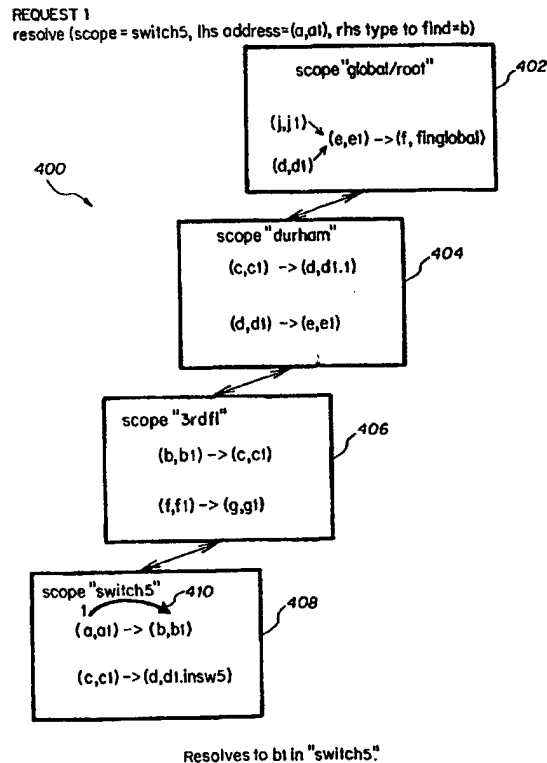 REQUEST 1
resolve (scope = switch5, lhs address=(a,a1), rhs type to find=b)
402
scope "global/root"
(j,j1)
(e,e1) -> (f, finglobal)
(d,d1)
400
scope "durham"
404
(c,c1) -> (d,d1.1)
(d,d1) -> (e,e1)
scope "3rdfl"
406
(b,b1) -> (c,c1)
(f,f1) -> (g,g1)
scope "switch5"
410
408
1
(a,a1) -> (b,b1)
(c,c1) -> (d,d1.insw5)
Resolves to b1 in "switch5".